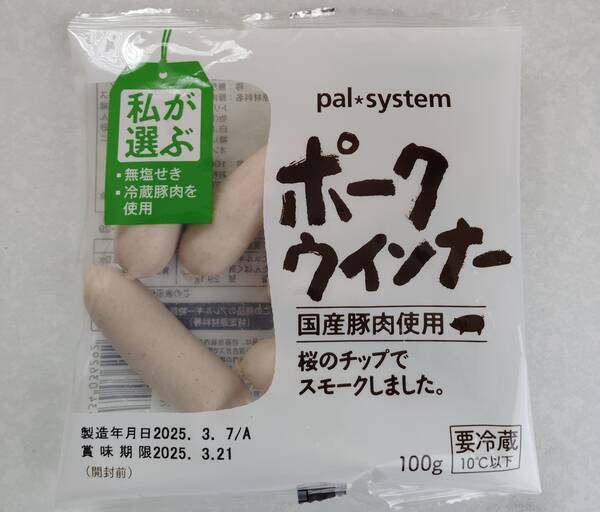 私が
選ぶ
・無塩せき
・冷蔵豚肉を
使用
pal*system
ポーク
ウインナー
国産豚肉使用
桜のチップで
スモークしました。
製造年月日2025. 3. 7/A
賞味期限2025. 3.21
(開封前)
100g
要冷蔵
10℃以下